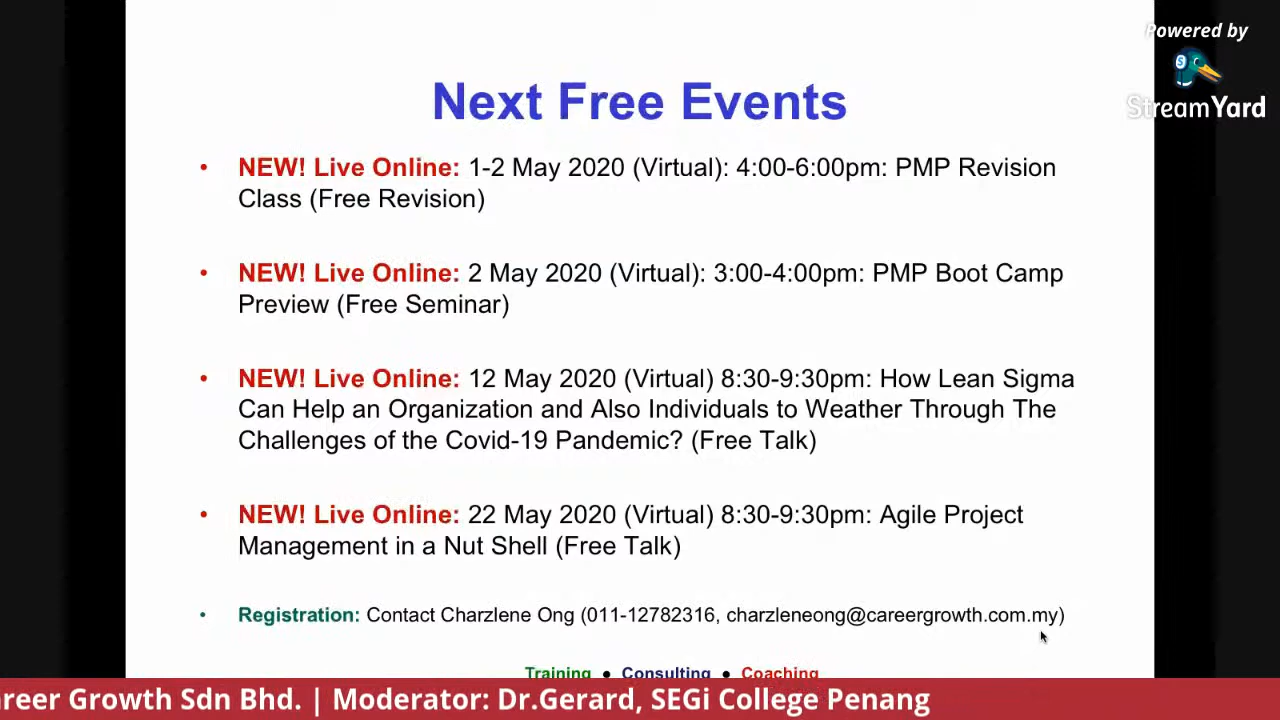 Powered by
StreamYard
Next Free Events
• NEW! Live Online: 1-2 May 2020 (Virtual): 4:00-6:00pm: PMP Revision
Class (Free Revision)
• NEW! Live Online: 2 May 2020 (Virtual): 3:00-4:00pm: PMP Boot Camp
Preview (Free Seminar)
• NEW! Live Online: 12 May 2020 (Virtual) 8:30-9:30pm: How Lean Sigma
Can Help an Organization and Also Individuals to Weather Through The
Challenges of the Covid-19 Pandemic? (Free Talk)
• NEW! Live Online: 22 May 2020 (Virtual) 8:30-9:30pm: Agile Project
Management in a Nut Shell (Free Talk)
• Registration: Contact Charzlene Ong (011-12782316, charzleneong@careergrowth.com.my)
Training ● Consulting ● Coaching
reer Growth Sdn Bhd. | Moderator: Dr.Gerard, SEGi College Penang